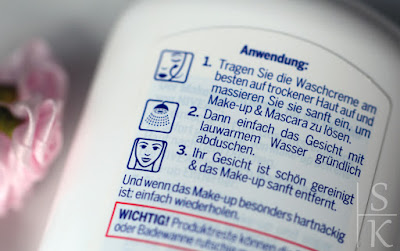 Anwendung:
1. Tragen Sie die Waschcreme am
besten auf trockener Haut auf und
massieren Sie sie sanft ein, um
Make-up & Mascara zu lösen.
2. Dann einfach das Gesicht mit
lauwarmem Wasser gründlich
abduschen.
3. Ihr Gesicht ist schön gereinigt
& das Make-up sanft entfernt.
Und wenn das Make-up besonders hartnäckig
ist: einfach wiederholen.
WICHTIG! Produktreste können
oder Badewanne
S
K